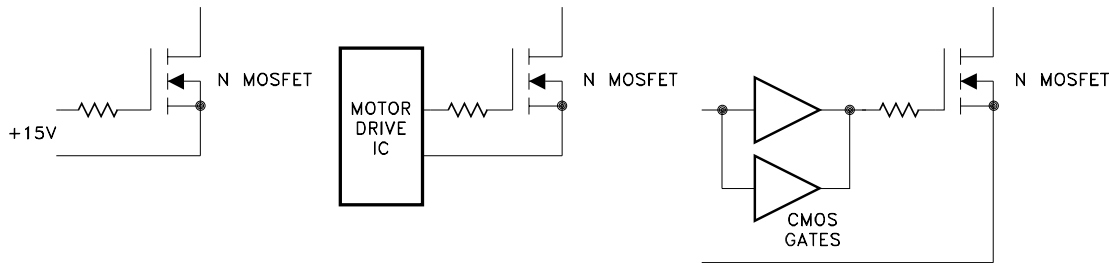 +15V
N MOSFET
MOTOR
DRIVE
IC
N MOSFET
CMOS
GATES
N MOSFET